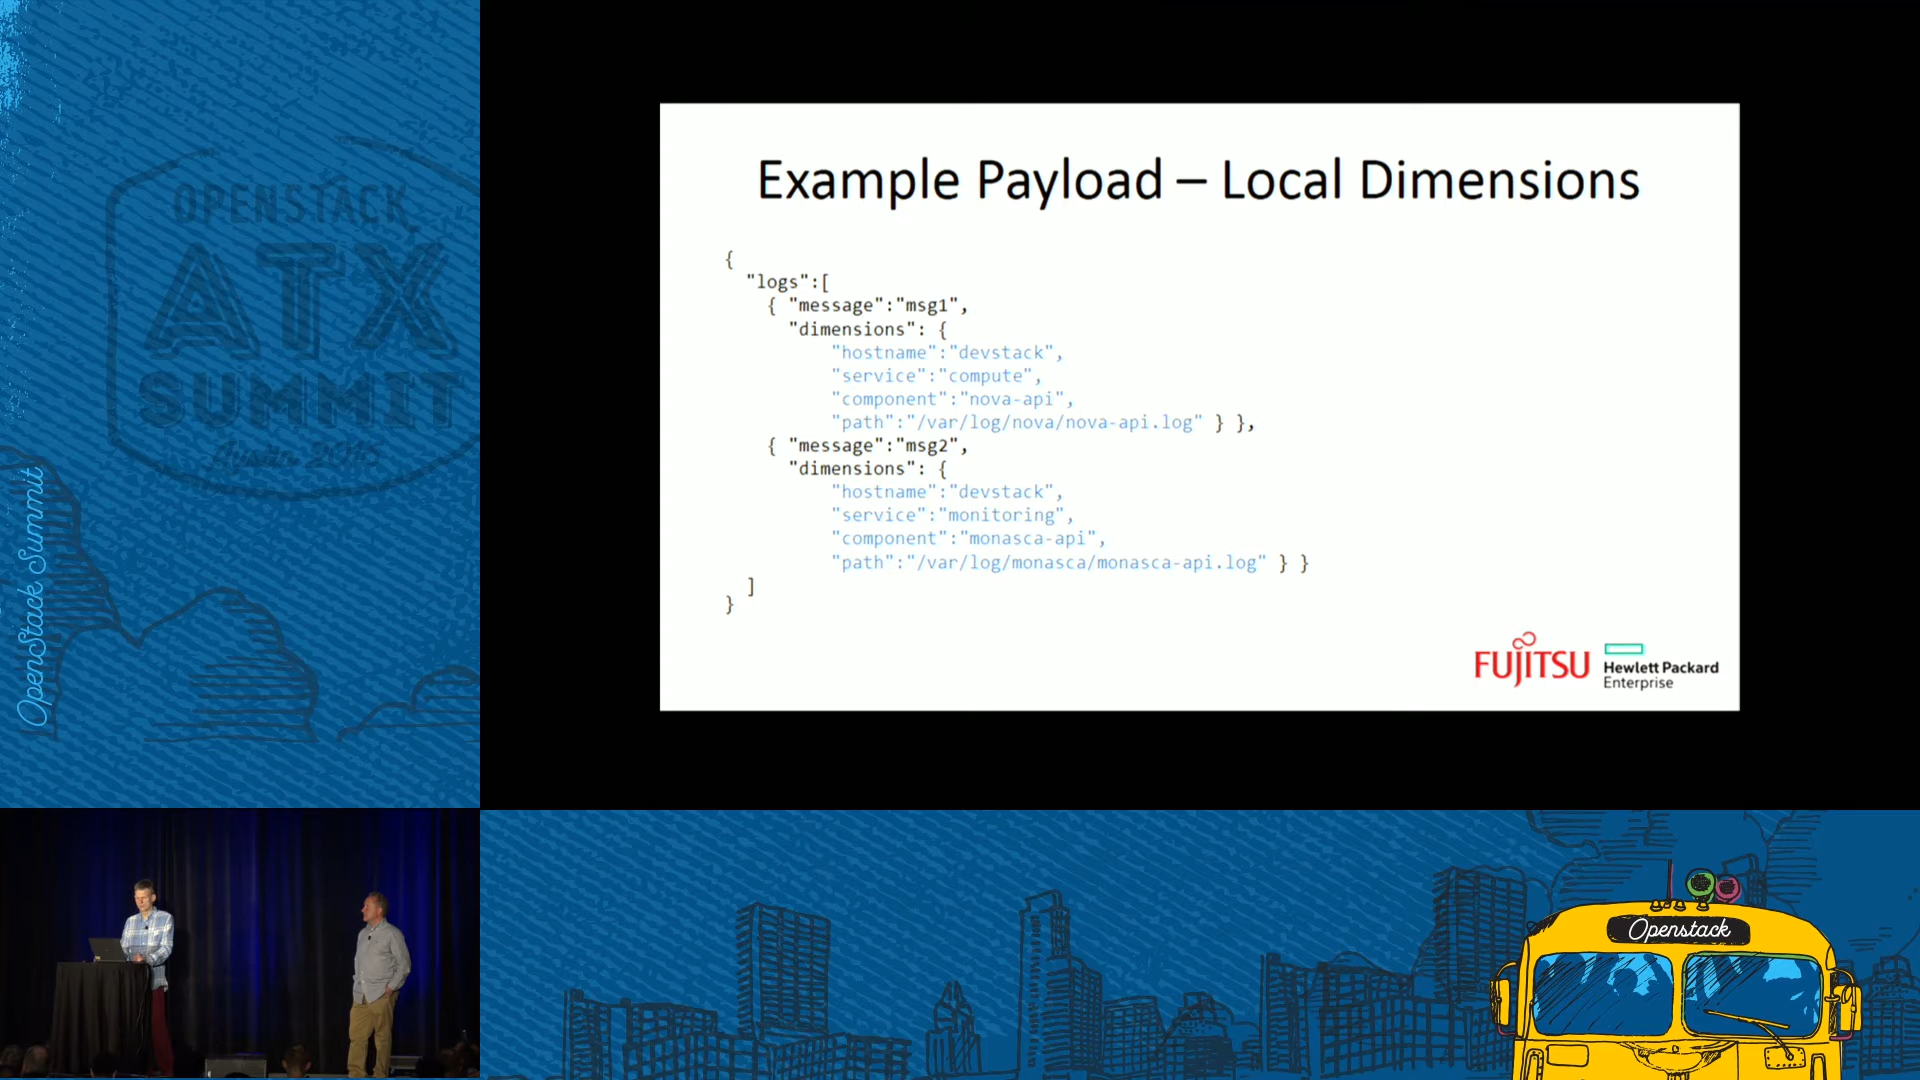 OPENSTACK
ATX
SUMMIT
Austin 2016
OpenStack Summit
Example Payload – Local Dimensions
{
"logs":[
{ "message":"msg1",
"dimensions": {
"hostname":"devstack",
"service":"compute",
"component":"nova-api",
"path":"/var/log/nova/nova-api.log" } },
{ "message":"msg2",
"dimensions": {
"hostname":"devstack",
"service":"monitoring",
"component":"monasca-api",
"path":"/var/log/monasca/monasca-api.log" } }
]
}
FUJITSU
Hewlett Packard
Enterprise
Openstack